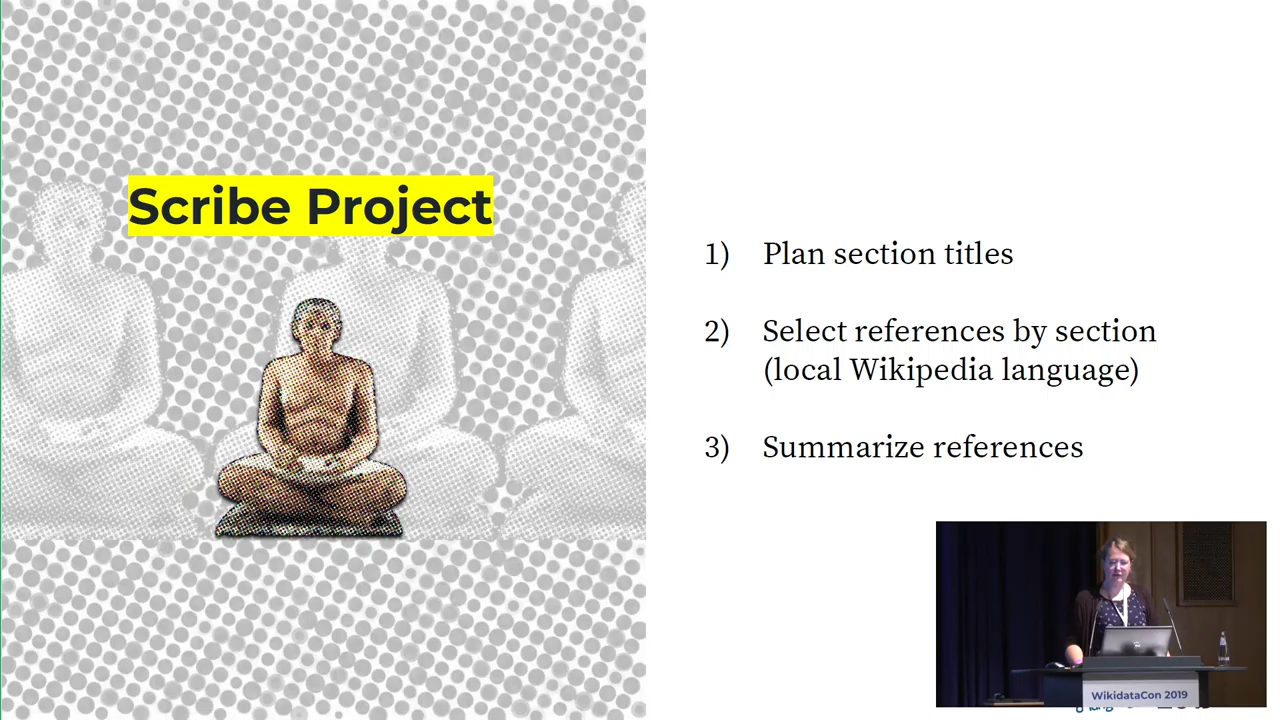 Scribe Project
1) Plan section titles
2) Select references by section
(local Wikipedia language)
3) Summarize references
WikidataCon 2019